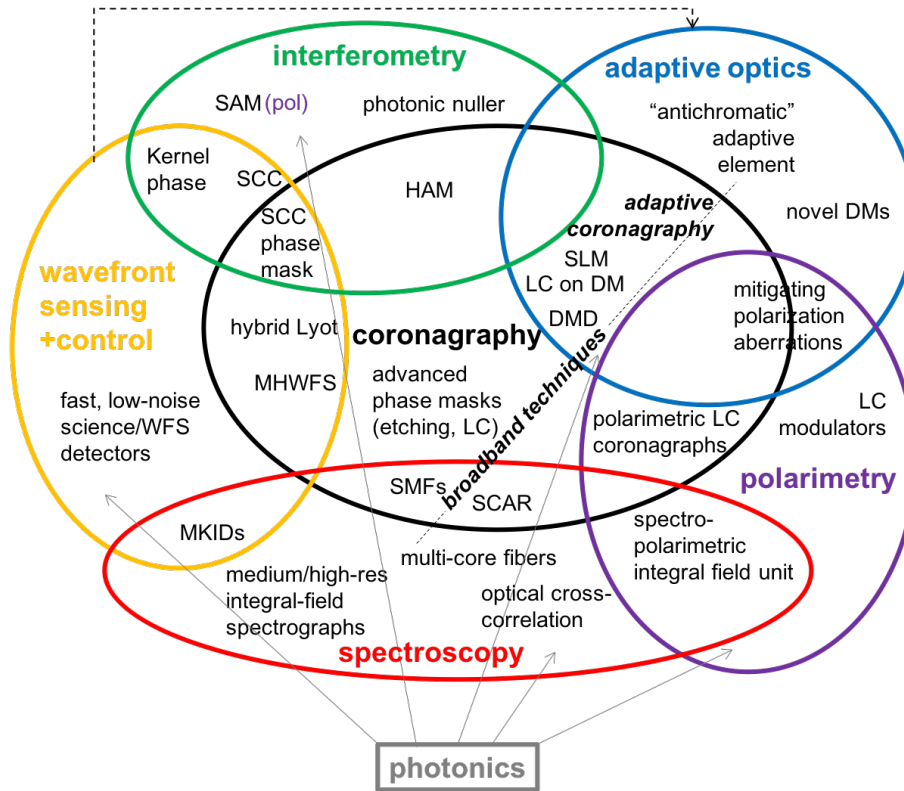 interferometry
adaptive optics
SAM(pol)
photonic nuller
“antichromatic”
adaptive
element
Kernel
phase
SCC
HAM
SCC
phase
mask
adaptive
coronagraphy
novel DMs
SLM
LC on DM
DMD
wavefront
sensing
+control
hybrid Lyot
MHWFS
coronagraphy
advanced
phase masks
(etching, LC)
broadband techniques
mitigating
polarization
aberrations
fast, low-noise
science/WFS
detectors
polarimetric LC
coronagraphs
LC
modulators
polarimetry
SMFs
SCAR
MKIDs
multi-core fibers
spectro-
polarimetric
integral field unit
medium/high-res
integral-field
spectrographs
optical cross-
correlation
spectroscopy
photonics